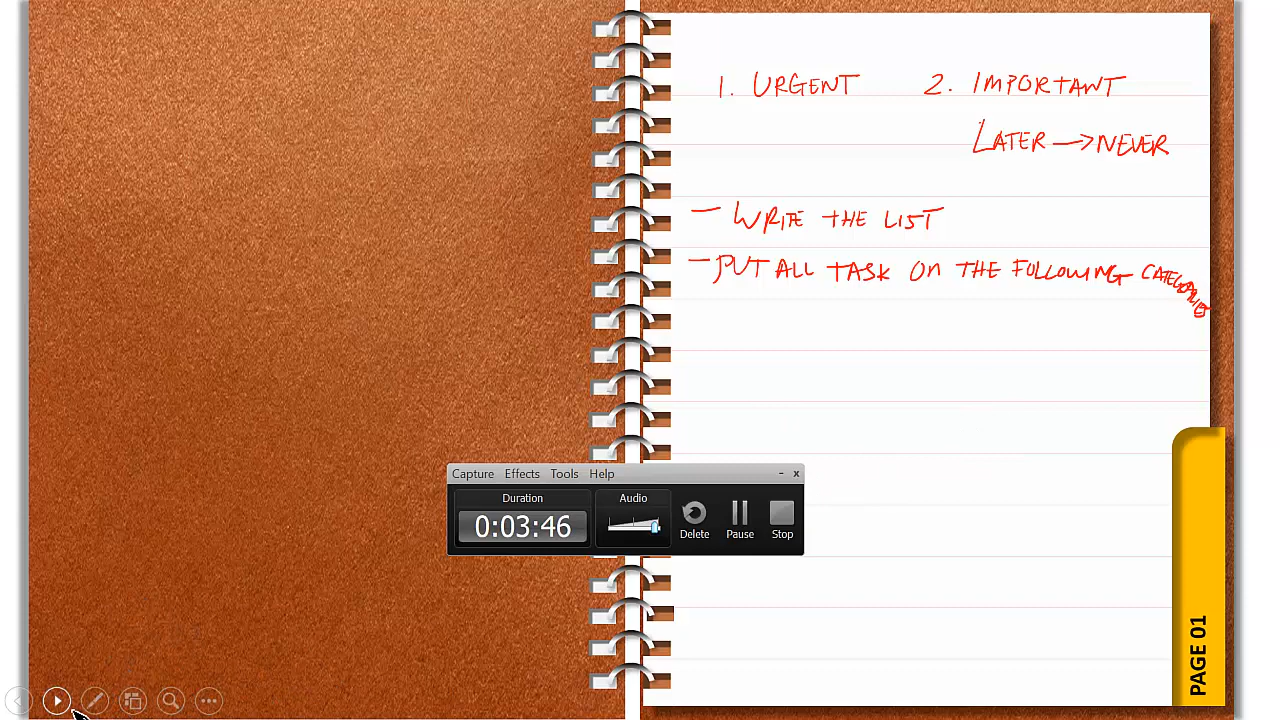 1. URGENT 2. IMPORTANT
LATER → NEVER
- WRITE THE LIST
- PUT ALL TASK ON THE FOLLOWING CATEGORIES
Capture Effects Tools Help
Duration Audio
0:03:46
Delete Pause Stop
PAGE 01